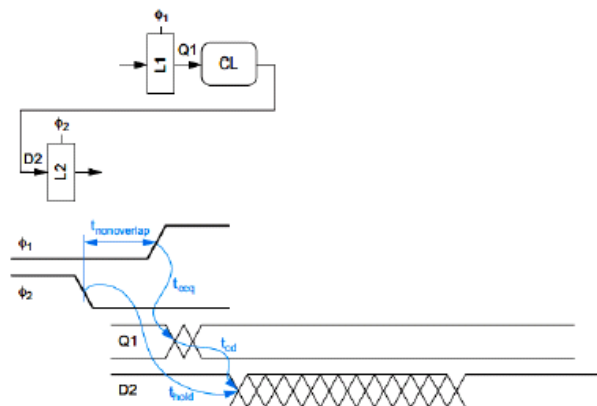 ϕ1
Q1
L1
CL
ϕ2
D2
L2
tnonoverlap
ϕ1
ϕ2
tccq
Q1
tcd
D2
thold